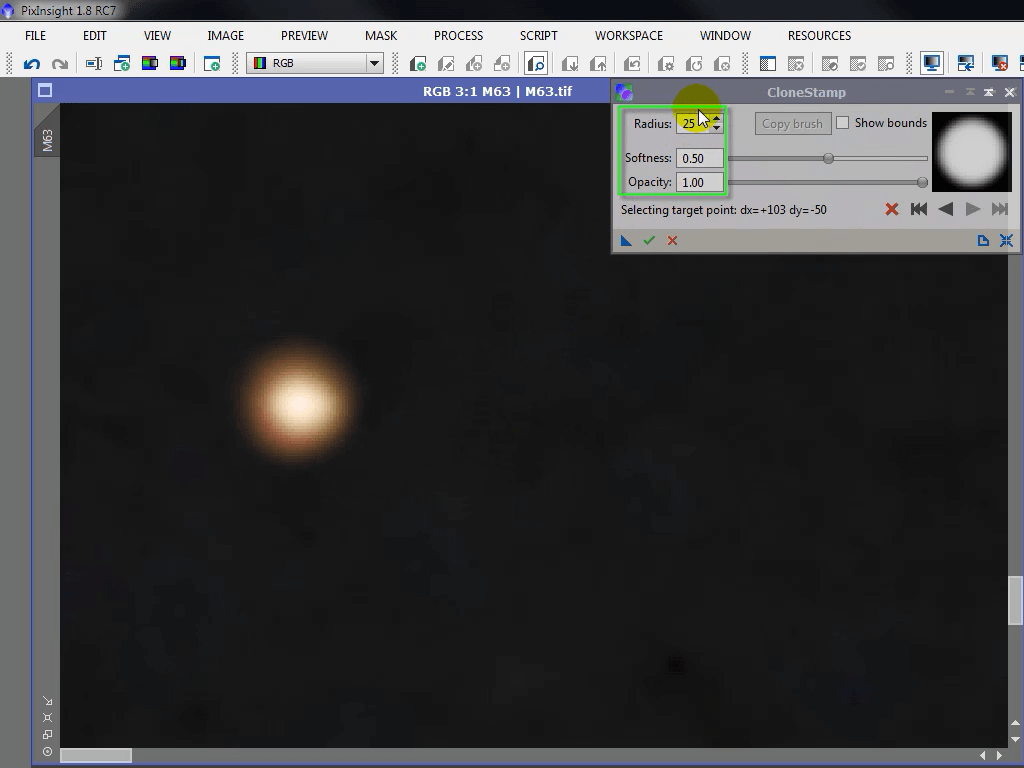 PixInsight 1.8 RC7
FILE EDIT VIEW IMAGE PREVIEW MASK PROCESS SCRIPT WORKSPACE WINDOW RESOURCES
RGB
RGB 3:1 M63 | M63.tif
M63
CloneStamp
Radius: 25 Copy brush Show bounds
Softness: 0.50
Opacity: 1.00
Selecting target point: dx=+103 dy=-50